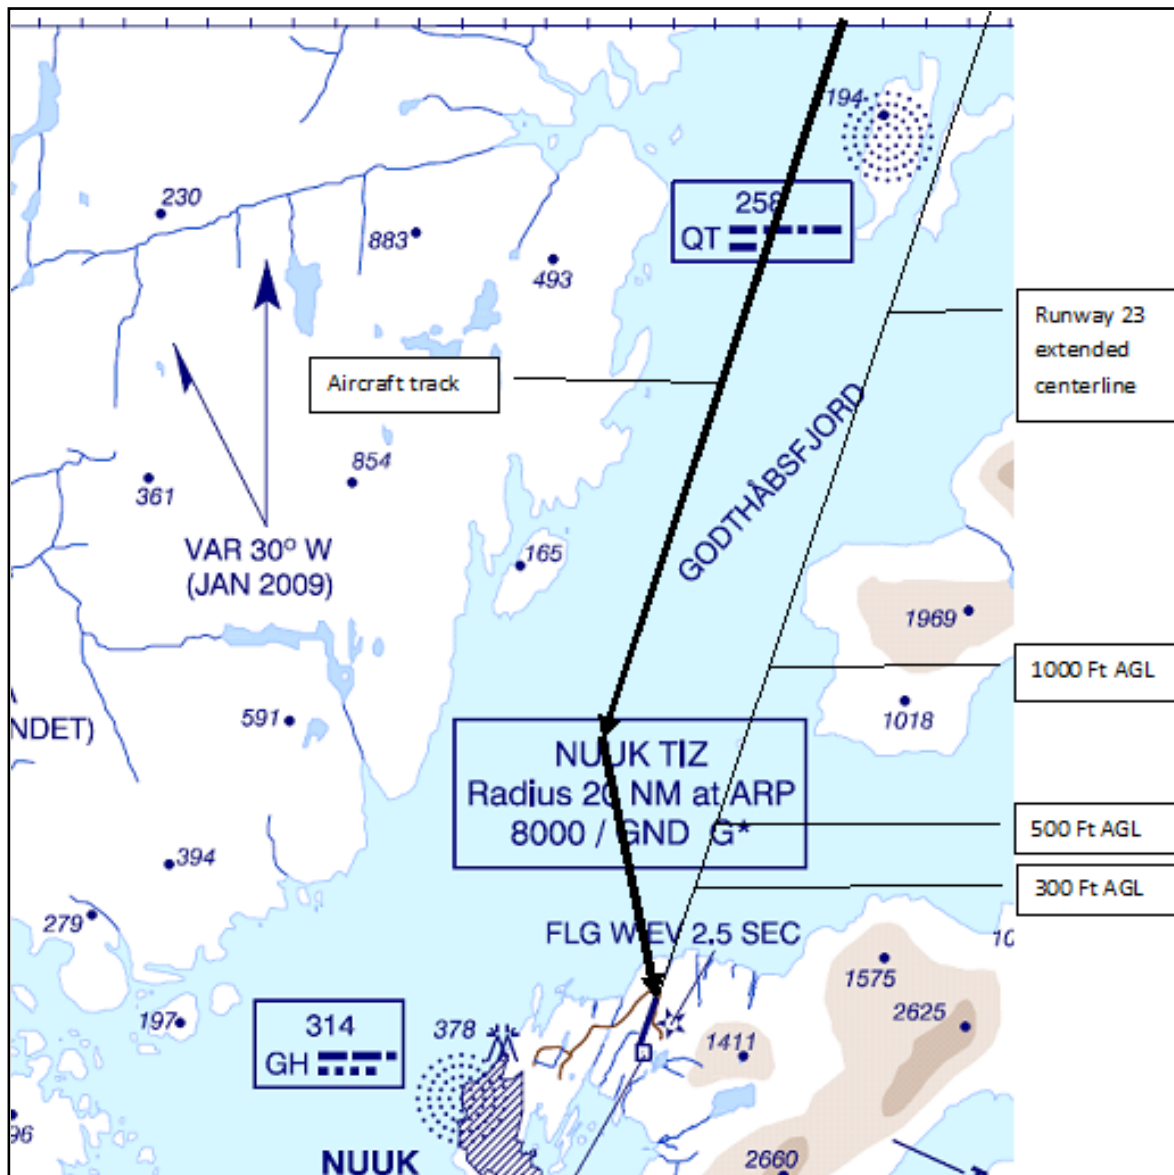 194
230
258
QT
883
493
Runway 23
extended
centerline
Aircraft track
GODTHÅBSFJORD
854
361
165
VAR 30º W
(JAN 2009)
1969
1000 Ft AGL
591
1018
NDET)
NUUK TIZ
Radius 20 NM at ARP
8000 / GND G*
500 Ft AGL
394
300 Ft AGL
279
FLG W EV 2.5 SEC
10
1575
197
314
GH
378
2625
1411
96
NUUK
2660